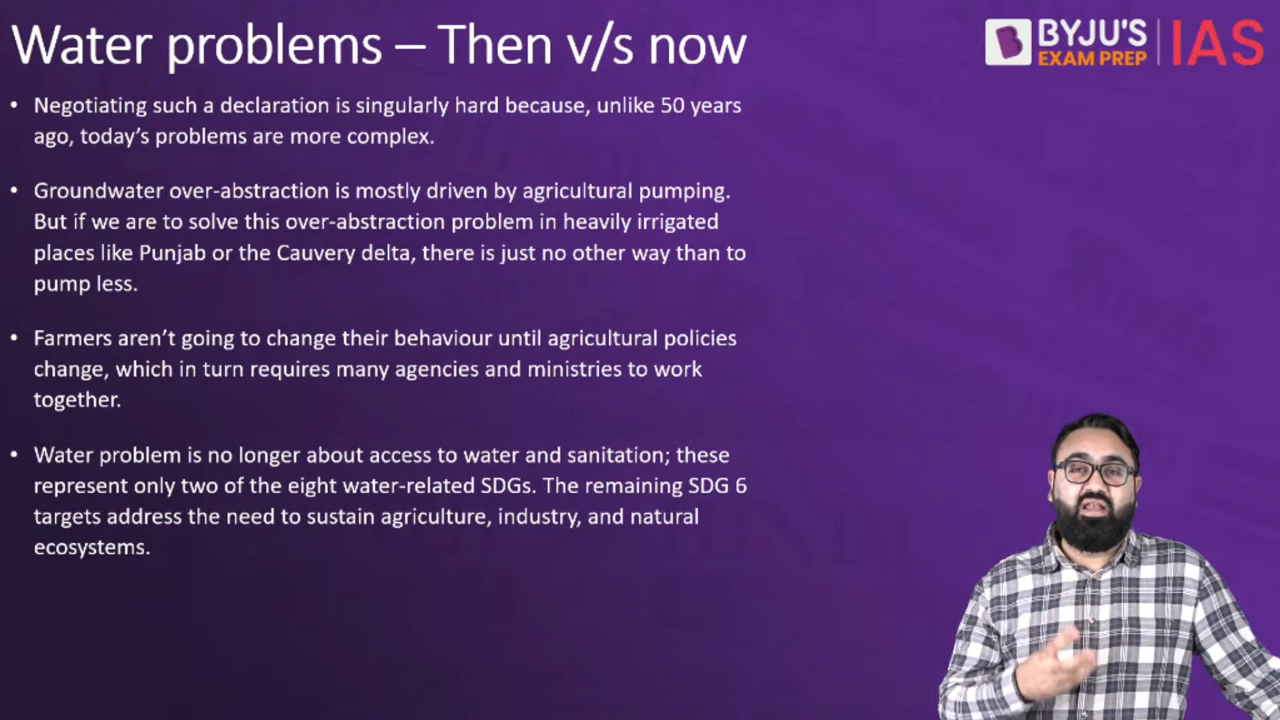 Water problems – Then v/s now
BYJU'S
EXAM PREP
IAS
• Negotiating such a declaration is singularly hard because, unlike 50 years
ago, today's problems are more complex.
• Groundwater over-abstraction is mostly driven by agricultural pumping.
But if we are to solve this over-abstraction problem in heavily irrigated
places like Punjab or the Cauvery delta, there is just no other way than to
pump less.
• Farmers aren't going to change their behaviour until agricultural policies
change, which in turn requires many agencies and ministries to work
together.
• Water problem is no longer about access to water and sanitation; these
represent only two of the eight water-related SDGs. The remaining SDG 6
targets address the need to sustain agriculture, industry, and natural
ecosystems.